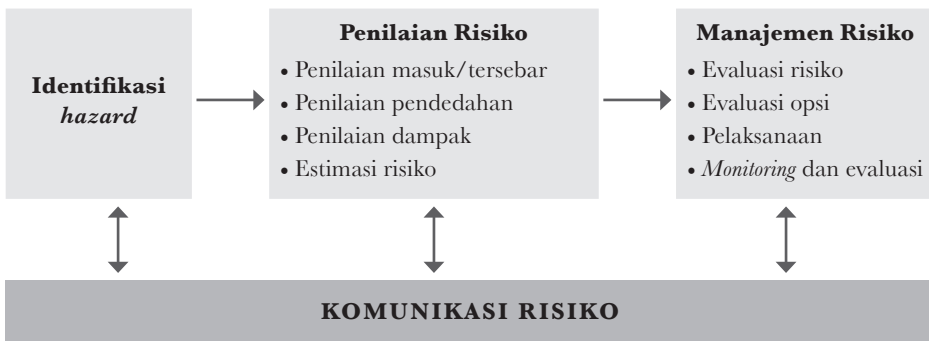 Identifikasi
hazard
Penilaian Risiko
• Penilaian masuk/tersebar
• Penilaian pendedahan
• Penilaian dampak
• Estimasi risiko
Manajemen Risiko
• Evaluasi risiko
• Evaluasi opsi
• Pelaksanaan
• Monitoring dan evaluasi
KOMUNIKASI RISIKO